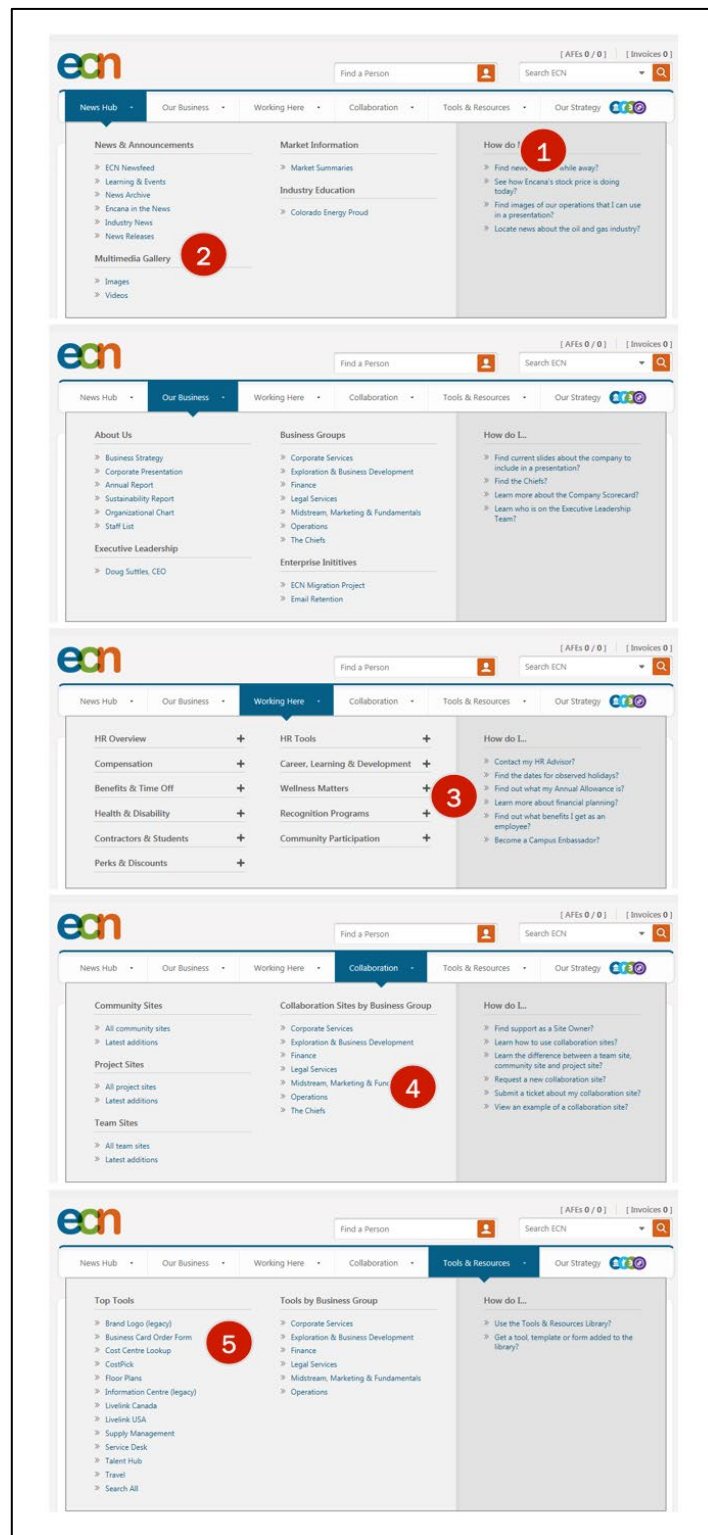 ecn
[ AFEs 0 / 0 ] [ Invoices 0 ]
Find a Person
Search ECN
News Hub Our Business Working Here Collaboration Tools & Resources Our Strategy
News & Announcements
» ECN Newsfeed
» Learning & Events
» News Archive
» Encana in the News
» Industry News
» News Releases
Multimedia Gallery
2
» Images
» Videos
Market Information
» Market Summaries
Industry Education
» Colorado Energy Proud
How do
1
» Find news while away?
» See how Encana's stock price is doing
today?
» Find images of our operations that I can use
in a presentation?
» Locate news about the oil and gas industry?
ecn
[ AFEs 0 / 0 ] [ Invoices 0 ]
Find a Person
Search ECN
News Hub Our Business Working Here Collaboration Tools & Resources Our Strategy
About Us
» Business Strategy
» Corporate Presentation
» Annual Report
» Sustainability Report
» Organizational Chart
» Staff List
Executive Leadership
» Doug Suttles, CEO
Business Groups
» Corporate Services
» Exploration & Business Development
» Finance
» Legal Services
» Midstream, Marketing & Fundamentals
» Operations
» The Chiefs
Enterprise Inititives
» ECN Migration Project
» Email Retention
How do I...
» Find current slides about the company to
include in a presentation?
» Find the Chiefs?
» Learn more about the Company Scorecard?
» Learn who is on the Executive Leadership
Team?
ecn
[ AFEs 0 / 0 ] [ Invoices 0 ]
Find a Person
Search ECN
News Hub Our Business Working Here Collaboration Tools & Resources Our Strategy
HR Overview +
Compensation +
Benefits & Time Off +
Health & Disability +
Contractors & Students +
Perks & Discounts +
HR Tools +
Career, Learning & Development +
Wellness Matters +
3
Recognition Programs +
Community Participation +
How do I...
» Contact my HR Advisor?
» Find the dates for observed holidays?
» Find out what my Annual Allowance is?
» Learn more about financial planning?
» Find out what benefits I get as an
employee?
» Become a Campus Enbassador?
ecn
[ AFEs 0 / 0 ] [ Invoices 0 ]
Find a Person
Search ECN
News Hub Our Business Working Here Collaboration Tools & Resources Our Strategy
Community Sites
» All community sites
» Latest additions
Project Sites
» All project sites
» Latest additions
Team Sites
» All team sites
» Latest additions
Collaboration Sites by Business Group
» Corporate Services
» Exploration & Business Development
» Finance
» Legal Services
» Midstream, Marketing &
4
» Operations
» The Chiefs
How do I...
» Find support as a Site Owner?
» Learn how to use collaboration sites?
» Learn the difference between a team site,
community site and project site?
» Request a new collaboration site?
» Submit a ticket about my collaboration site?
» View an example of a collaboration site?
ecn
[ AFEs 0 / 0 ] [ Invoices 0 ]
Find a Person
Search ECN
News Hub Our Business Working Here Collaboration Tools & Resources Our Strategy
Top Tools
» Brand Logo (legacy)
» Business Card Order Form
5
» Cost Centre Lookup
» CostPick
» Floor Plans
» Information Centre (legacy)
» Livelink Canada
» Livelink USA
» Supply Management
» Service Desk
» Talent Hub
» Travel
» Search All
Tools by Business Group
» Corporate Services
» Exploration & Business Development
» Finance
» Legal Services
» Midstream, Marketing & Fundamentals
» Operations
How do I...
» Use the Tools & Resources Library?
» Get a tool, template or form added to the
library?